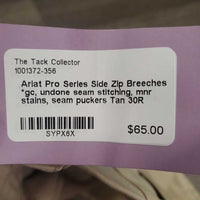 The Tack Collector
1001372-356
Ariat Pro Series Side Zip Breeches
*gc, undone seam stitching, mnr
stains, seam puckers Tan 30R
SYPX6X
$65.00